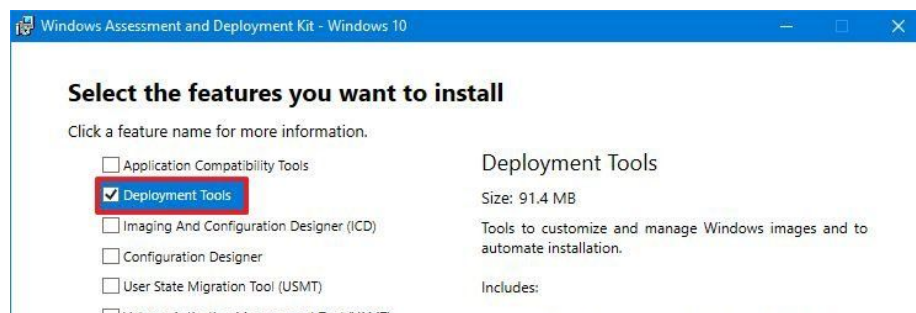 Windows Assessment and Deployment Kit - Windows 10
Select the features you want to install
Click a feature name for more information.
Application Compatibility Tools
Deployment Tools
Imaging And Configuration Designer (ICD)
Configuration Designer
User State Migration Tool (USMT)
Deployment Tools
Size: 91.4 MB
Tools to customize and manage Windows images and to
automate installation.
Includes: